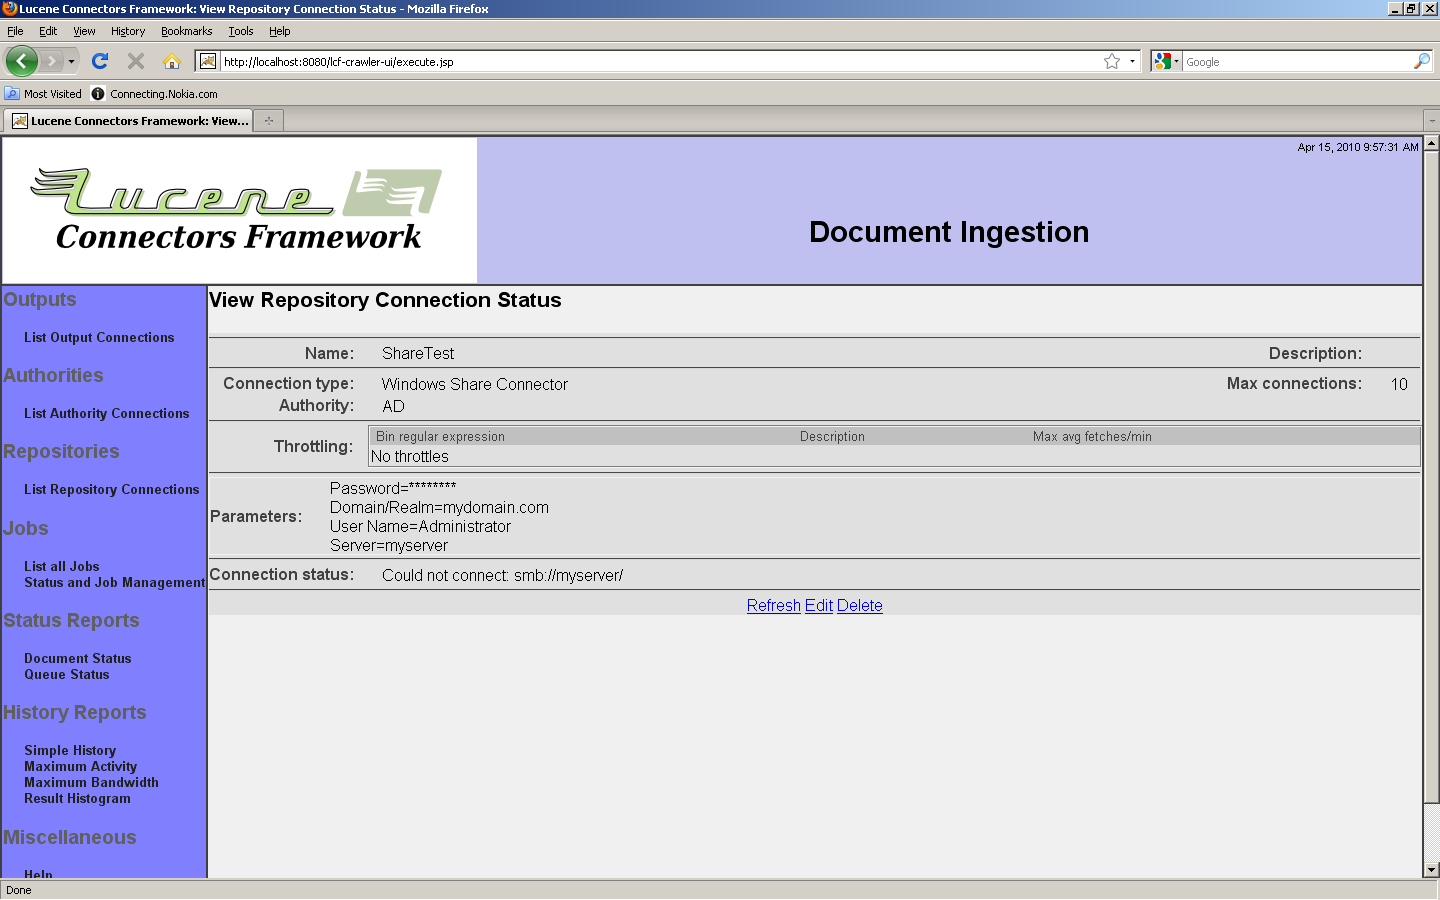 Lucene Connectors Framework: View Repository Connection Status - Mozilla Firefox
File Edit View History Bookmarks Tools Help
http://localhost:8080/lcf-crawler-ui/execute.jsp
Google
Most Visited Connecting.Nokia.com
Lucene Connectors Framework: View...
Apr 15, 2010 9:57:31 AM
Lucene
Connectors Framework
Document Ingestion
Outputs
List Output Connections
Authorities
List Authority Connections
Repositories
List Repository Connections
Jobs
List all Jobs
Status and Job Management
Status Reports
Document Status
Queue Status
History Reports
Simple History
Maximum Activity
Maximum Bandwidth
Result Histogram
Miscellaneous
Help
View Repository Connection Status
Name: ShareTest Description:
Connection type: Windows Share Connector Max connections: 10
Authority: AD
Throttling:
Bin regular expression Description Max avg fetches/min
No throttles
Parameters:
Password=********
Domain/Realm=mydomain.com
User Name=Administrator
Server=myserver
Connection status: Could not connect: smb://myserver/
Refresh Edit Delete
Done